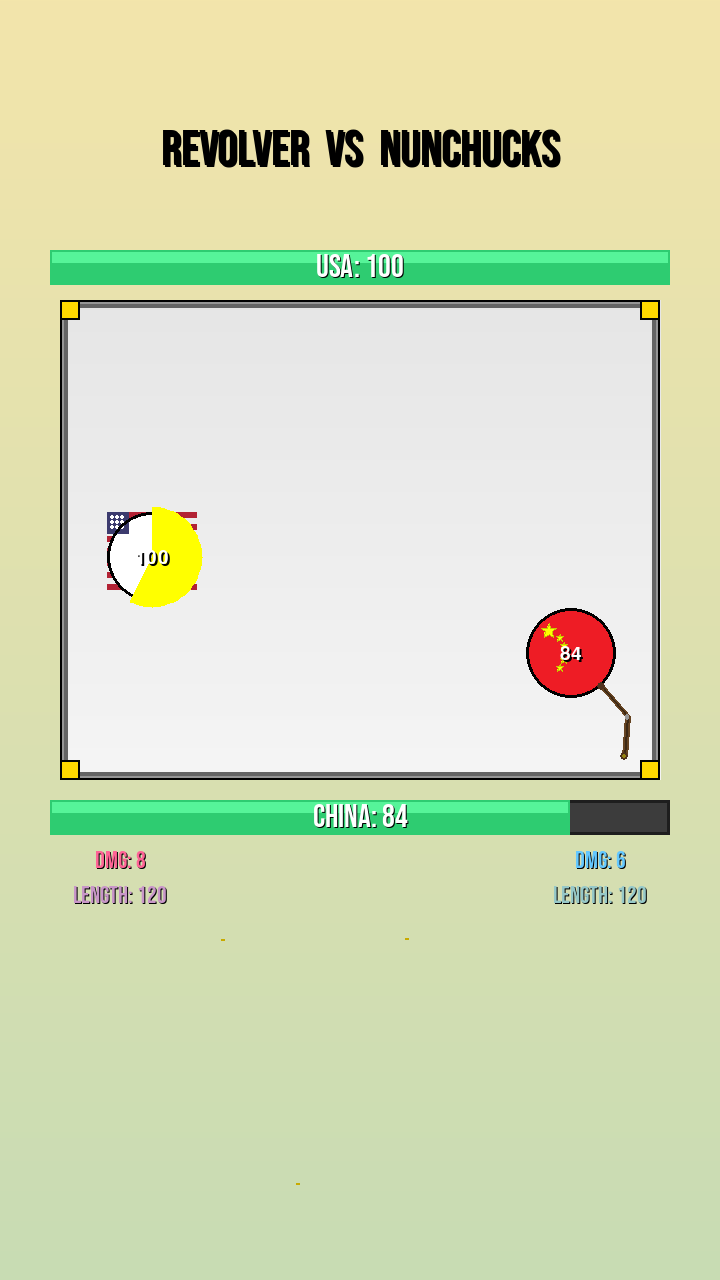 REVOLVER VS NUNCHUCKS
USA: 100
100
84
CHINA: 84
DMG: 8
DMG: 6
LENGTH: 120
LENGTH: 120